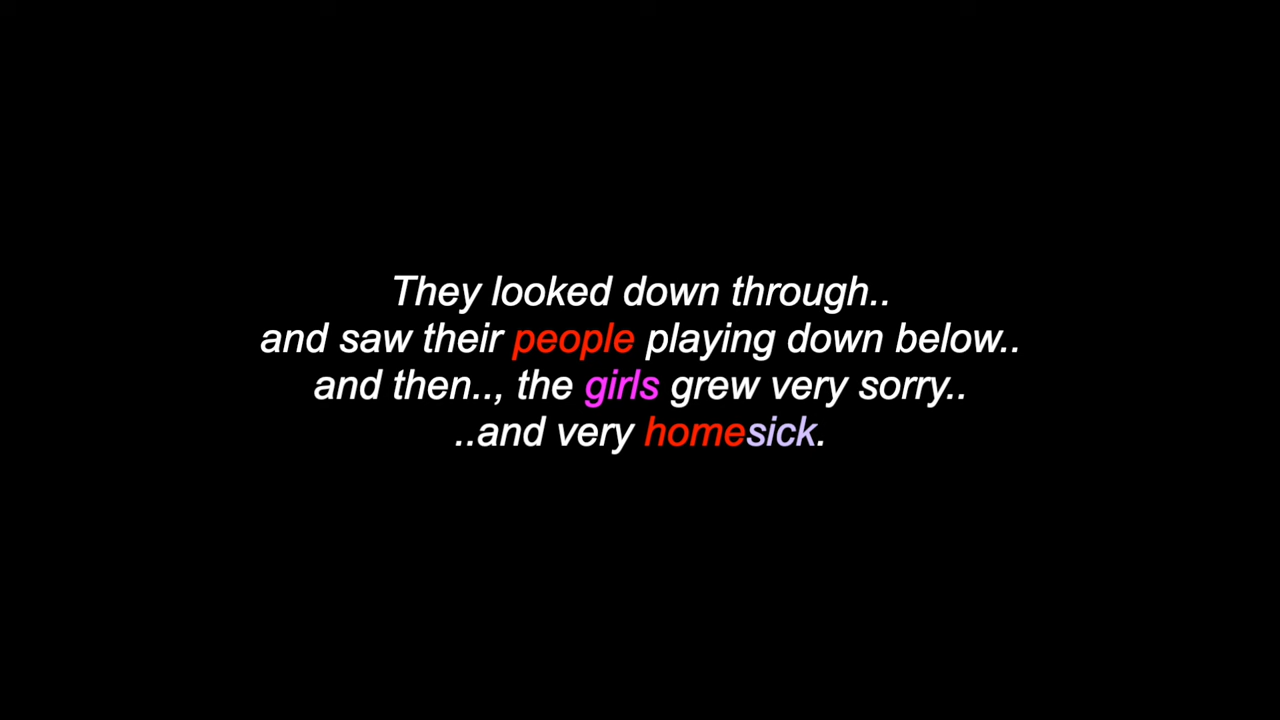 They looked down through..
and saw their people playing down below..
and then.., the girls grew very sorry..
..and very homesick.